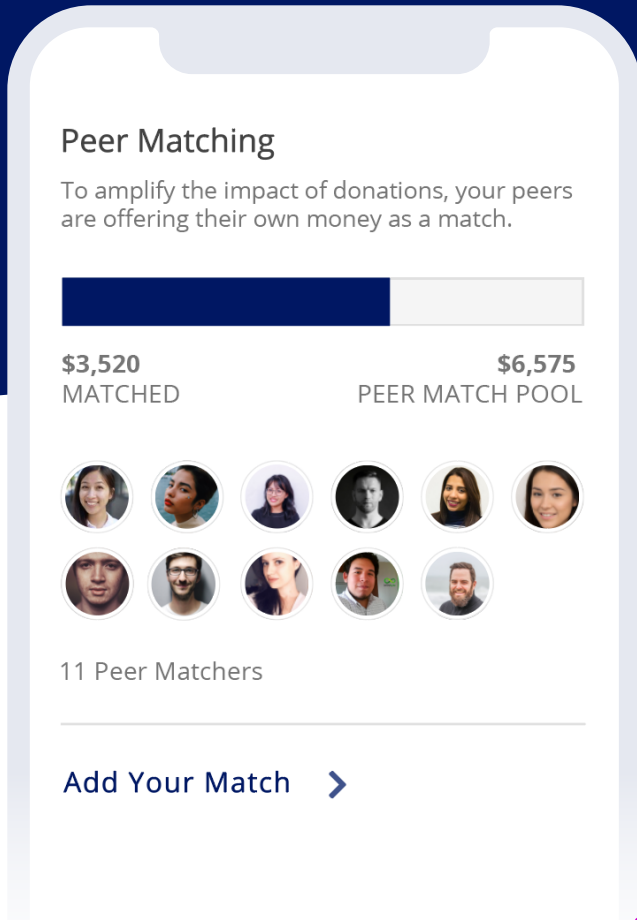 Peer Matching
To amplify the impact of donations, your peers
are offering their own money as a match.
$3,520
MATCHED
$6,575
PEER MATCH POOL
11 Peer Matchers
Add Your Match